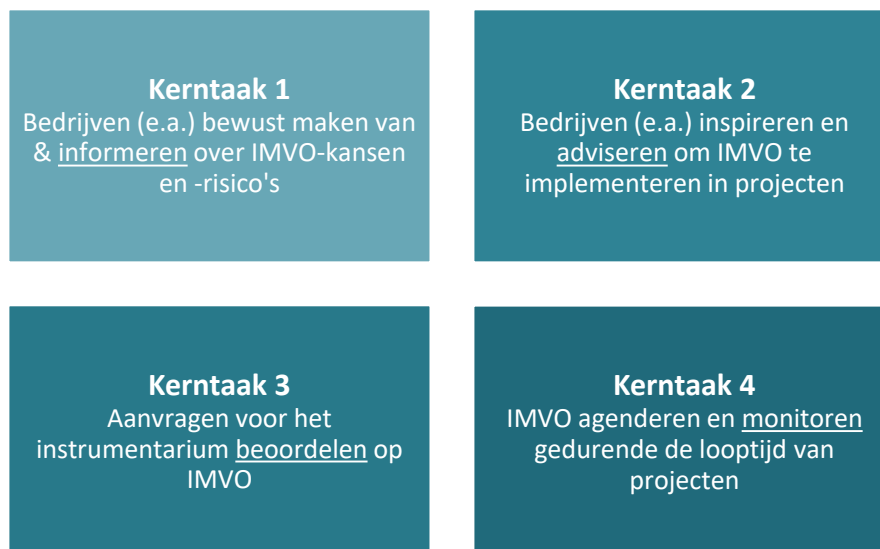 Kerntaak 1
Bedrijven (e.a.) bewust maken van
& informeren over IMVO-kansen
en -risico's
Kerntaak 2
Bedrijven (e.a.) inspireren en
adviseren om IMVO te
implementeren in projecten
Kerntaak 3
Aanvragen voor het
instrumentarium beoordelen op
IMVO
Kerntaak 4
IMVO agenderen en monitoren
gedurende de looptijd van
projecten